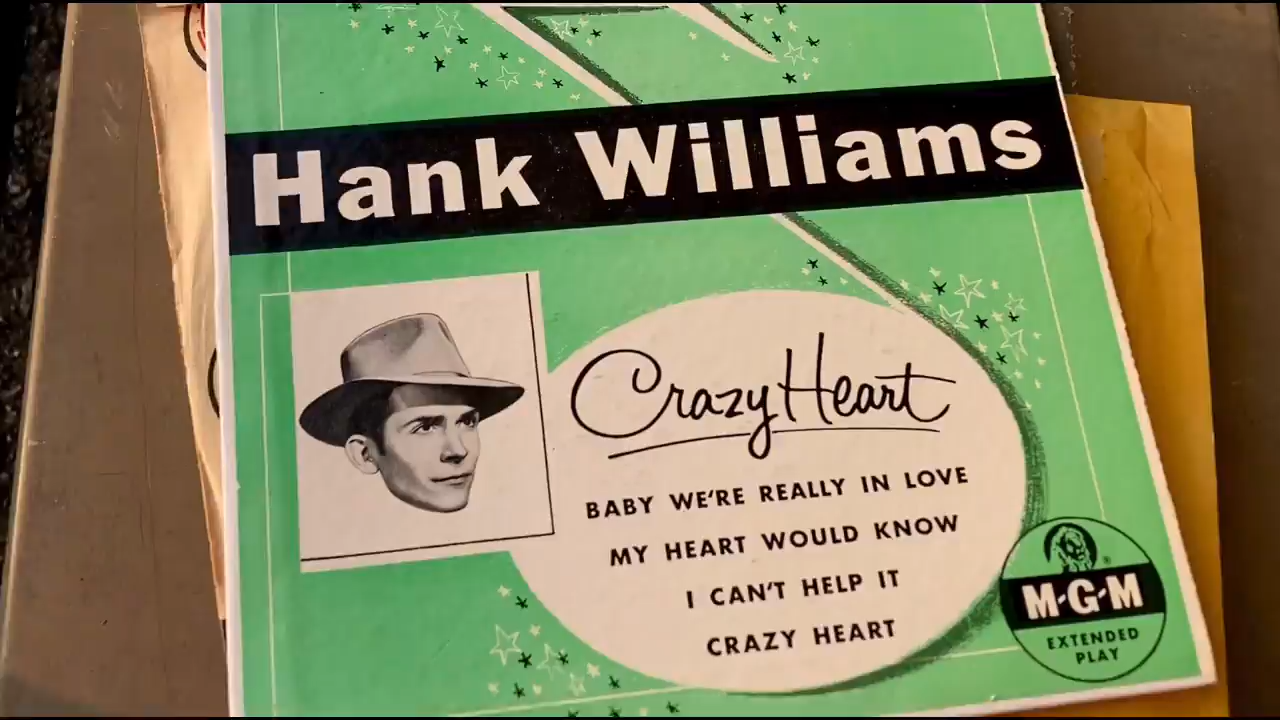 Hank Williams
Crazy Heart
BABY WE'RE REALLY IN LOVE
MY HEART WOULD KNOW
I CAN'T HELP IT
CRAZY HEART
®
M-G-M
EXTENDED
PLAY